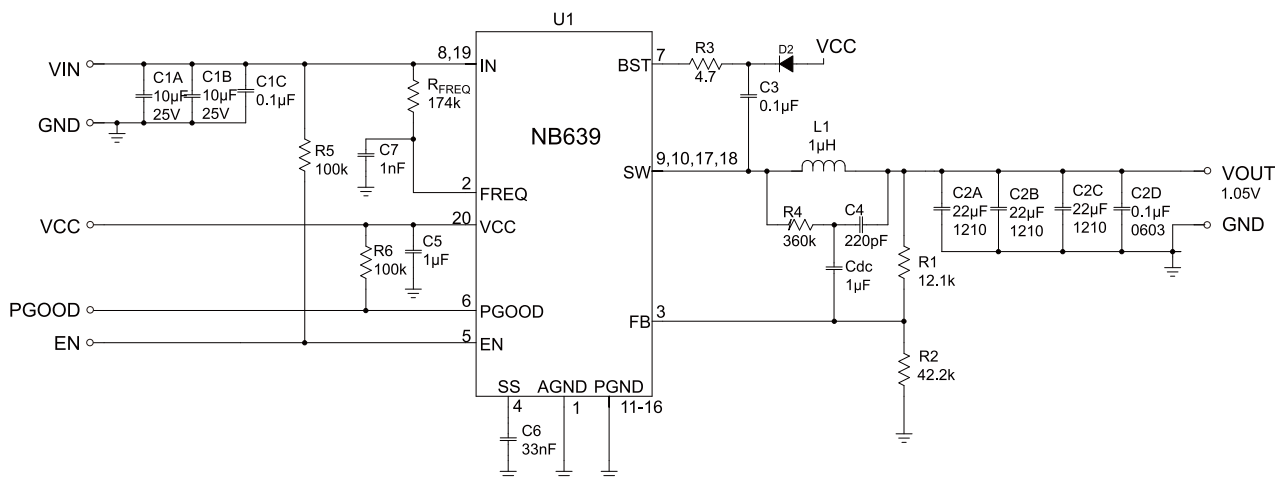 U1
NB639
VIN
GND
C1A
10µF
25V
C1B
10µF
25V
C1C
0.1µF
R5
100k
RFREQ
174k
C7
1nF
8,19
IN
2
FREQ
VCC
20
VCC
R6
100k
C5
1µF
PGOOD
6
PGOOD
EN
5
EN
SS
4
C6
33nF
AGND
1
PGND
11-16
BST
7
R3
4.7
D2
VCC
C3
0.1µF
SW
9,10,17,18
L1
1µH
R4
360k
C4
220pF
Cdc
1µF
FB
3
R1
12.1k
R2
42.2k
C2A
22µF
1210
C2B
22µF
1210
C2C
22µF
1210
C2D
0.1µF
0603
VOUT
1.05V
GND